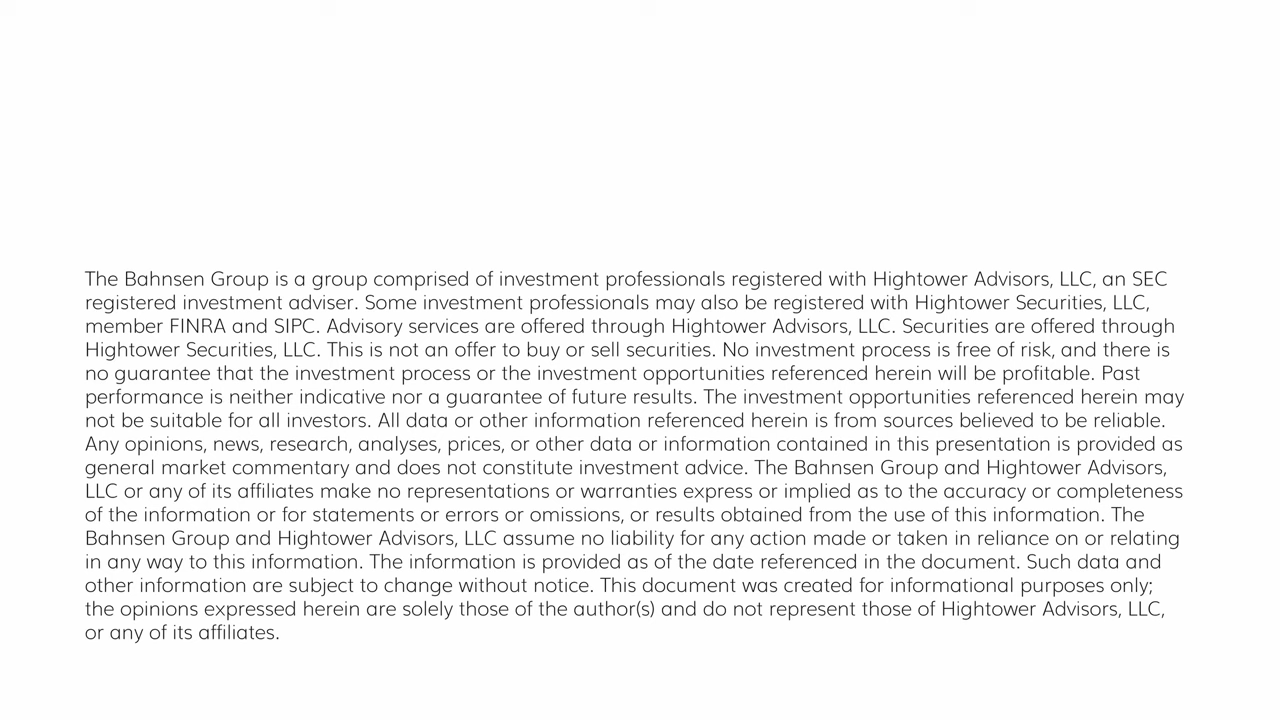 The Bahnsen Group is a group comprised of investment professionals registered with Hightower Advisors, LLC, an SEC
registered investment adviser. Some investment professionals may also be registered with Hightower Securities, LLC,
member FINRA and SIPC. Advisory services are offered through Hightower Advisors, LLC. Securities are offered through
Hightower Securities, LLC. This is not an offer to buy or sell securities. No investment process is free of risk, and there is
no guarantee that the investment process or the investment opportunities referenced herein will be profitable. Past
performance is neither indicative nor a guarantee of future results. The investment opportunities referenced herein may
not be suitable for all investors. All data or other information referenced herein is from sources believed to be reliable.
Any opinions, news, research, analyses, prices, or other data or information contained in this presentation is provided as
general market commentary and does not constitute investment advice. The Bahnsen Group and Hightower Advisors,
LLC or any of its affiliates make no representations or warranties express or implied as to the accuracy or completeness
of the information or for statements or errors or omissions, or results obtained from the use of this information. The
Bahnsen Group and Hightower Advisors, LLC assume no liability for any action made or taken in reliance on or relating
in any way to this information. The information is provided as of the date referenced in the document. Such data and
other information are subject to change without notice. This document was created for informational purposes only;
the opinions expressed herein are solely those of the author(s) and do not represent those of Hightower Advisors, LLC,
or any of its affiliates.